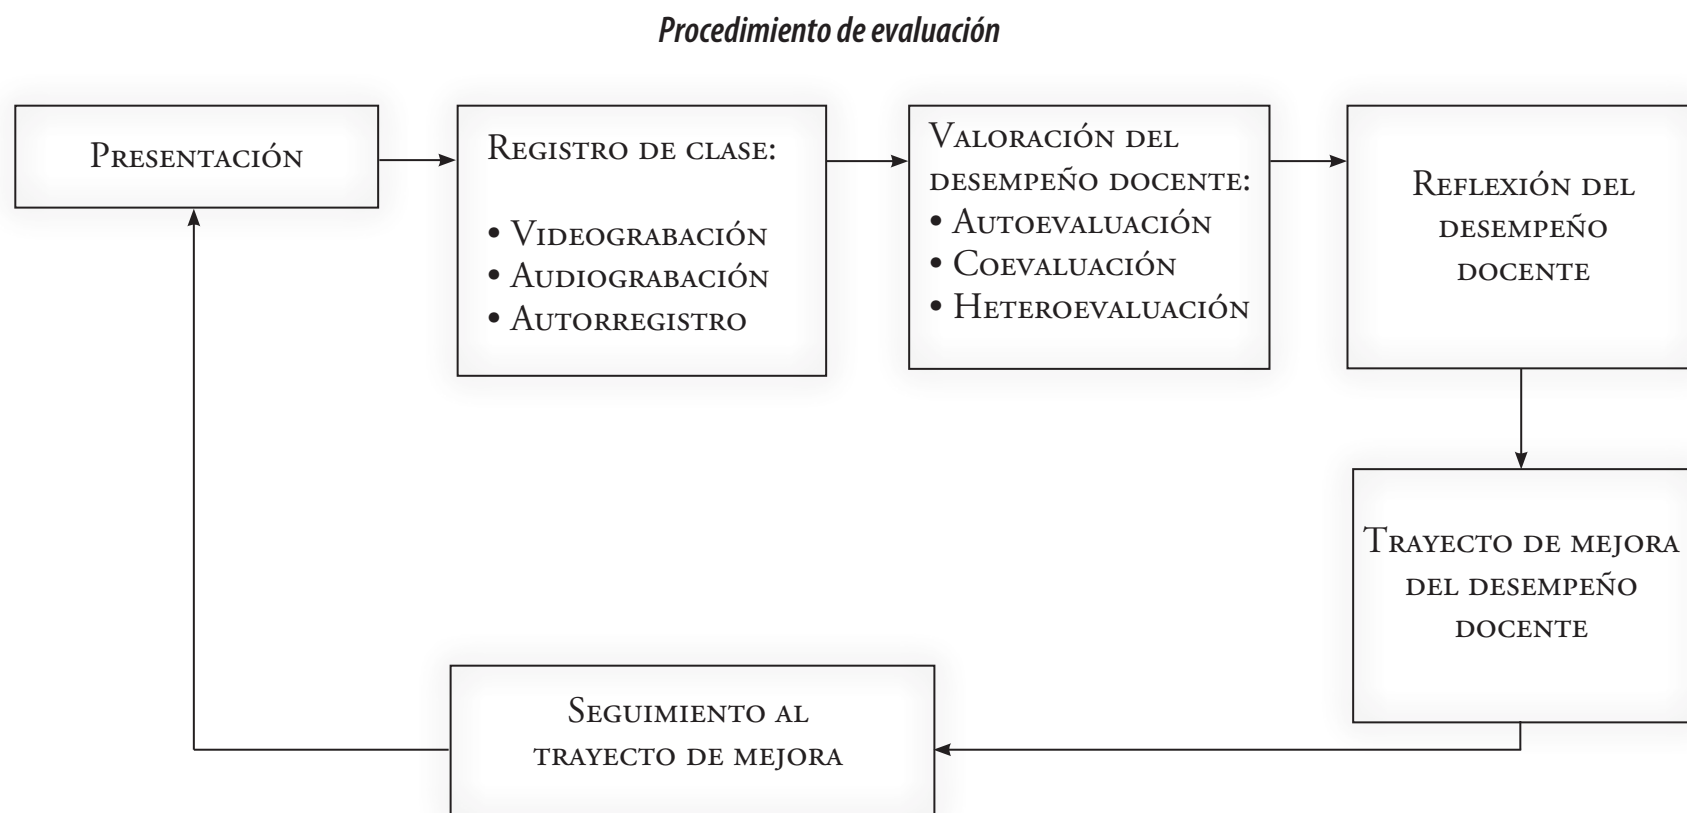 Procedimiento de evaluación
Presentación
Registro de clase:
• Videograbación
• Audiograbación
• Autorregistro
Valoración del
desempeño docente:
• Autoevaluación
• Coevaluación
• Heteroevaluación
Reflexión del
desempeño
docente
Trayecto de mejora
del desempeño
docente
Seguimiento al
trayecto de mejora